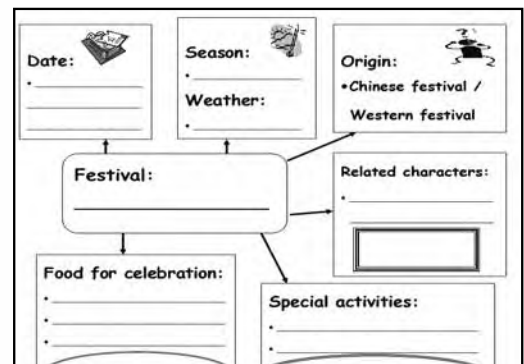 Date:
Season:
Weather:
Origin:
•Chinese festival /
Western festival
Festival:
Related characters:
Food for celebration:
Special activities: